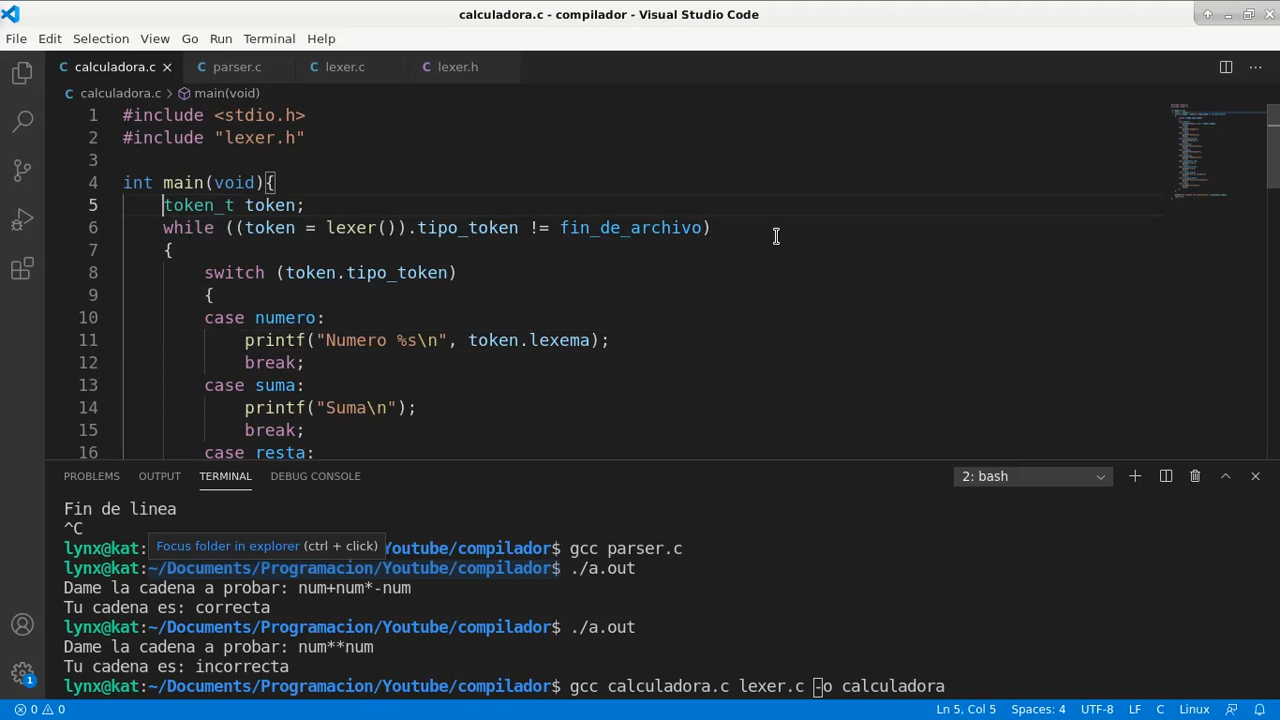 calculadora.c - compilador - Visual Studio Code
File Edit Selection View Go Run Terminal Help
C calculadora.c × C parser.c C lexer.c C lexer.h
C calculadora.c > main(void)
1 #include <stdio.h>
2 #include "lexer.h"
3
4 int main(void){
5 token_t token;
6 while ((token = lexer()).tipo_token != fin_de_archivo)
7 {
8 switch (token.tipo_token)
9 {
10 case numero:
11 printf("Numero %s\n", token.lexema);
12 break;
13 case suma:
14 printf("Suma\n");
15 break;
16 case resta:
PROBLEMS OUTPUT TERMINAL DEBUG CONSOLE 2: bash
Fin de linea
^C
Focus folder in explorer (ctrl + click)
lynx@kat: Youtube/compilador$ gcc parser.c
lynx@kat:~/Documents/Programacion/Youtube/compilador$ ./a.out
Dame la cadena a probar: num+num*-num
Tu cadena es: correcta
lynx@kat:~/Documents/Programacion/Youtube/compilador$ ./a.out
Dame la cadena a probar: num**num
Tu cadena es: incorrecta
lynx@kat:~/Documents/Programacion/Youtube/compilador$ gcc calculadora.c lexer.c -o calculadora
1
0 0 Ln 5, Col 5 Spaces: 4 UTF-8 LF C Linux